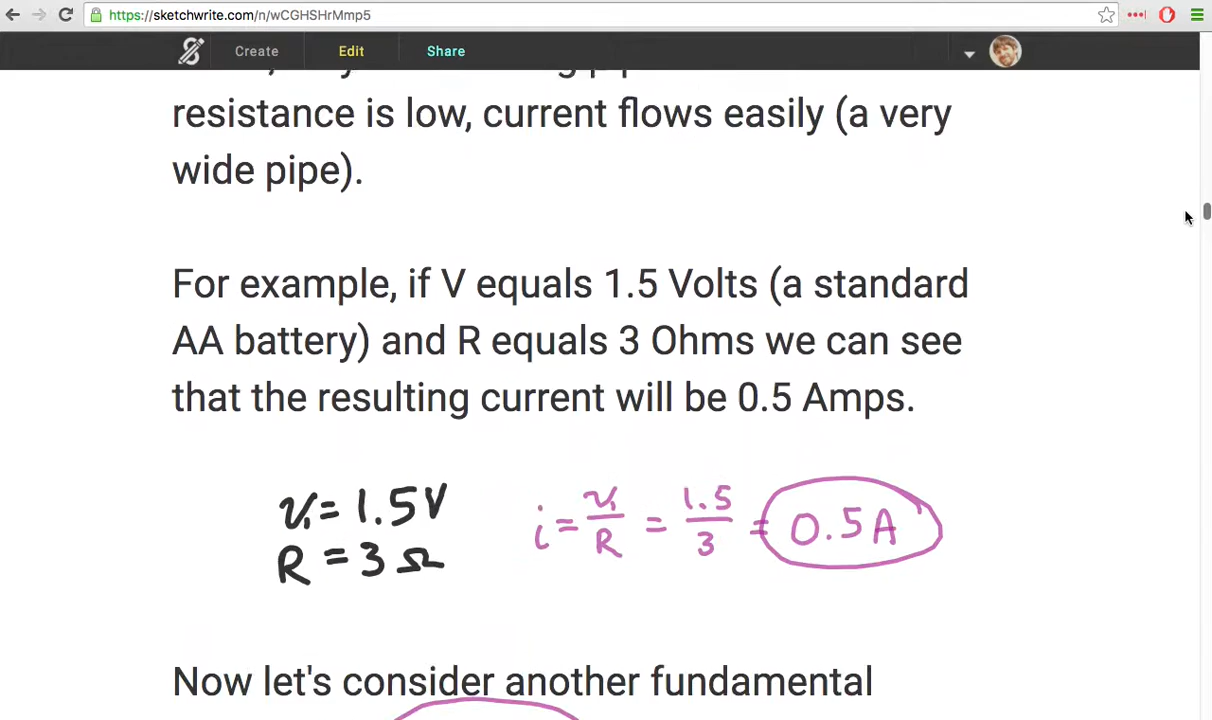 https://sketchwrite.com/n/wCGHSHrMmp5
Create Edit Share
resistance is low, current flows easily (a very
wide pipe).
For example, if V equals 1.5 Volts (a standard
AA battery) and R equals 3 Ohms we can see
that the resulting current will be 0.5 Amps.
v₁ = 1.5V
R = 3 Ω
i = v₁/R = 1.5/3 = 0.5A
Now let's consider another fundamental